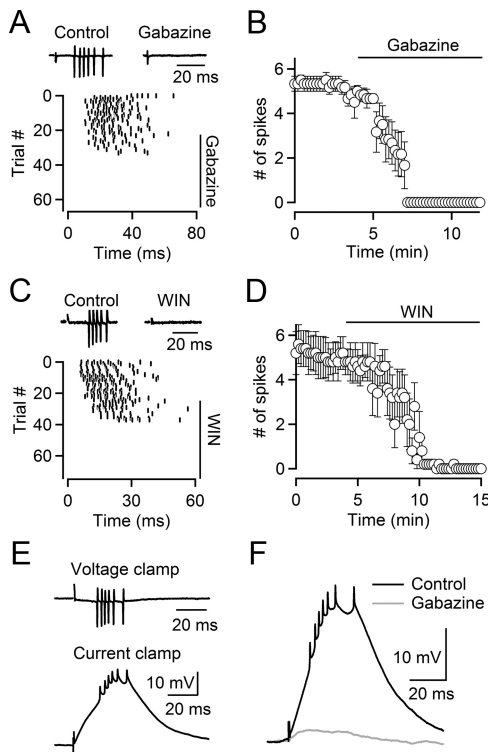 A
Control
Gabazine
20 ms
0
20
40
60
Trial #
Gabazine
0
40
80
Time (ms)
B
Gabazine
6
4
2
0
# of spikes
0
5
10
Time (min)
C
Control
WIN
20 ms
0
20
40
60
Trial #
WIN
0
30
60
Time (ms)
D
WIN
6
4
2
0
# of spikes
0
5
10
15
Time (min)
E
Voltage clamp
20 ms
Current clamp
10 mV
20 ms
F
Control
Gabazine
10 mV
20 ms